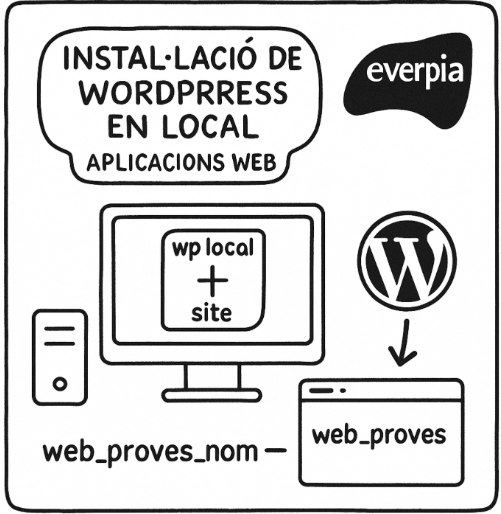 INSTAL·LACIÓ DE
WORDPRRESS
EN LOCAL
APLICACIONS WEB
everpia
wp local
+
site
W
web_proves
web_proves_nom –